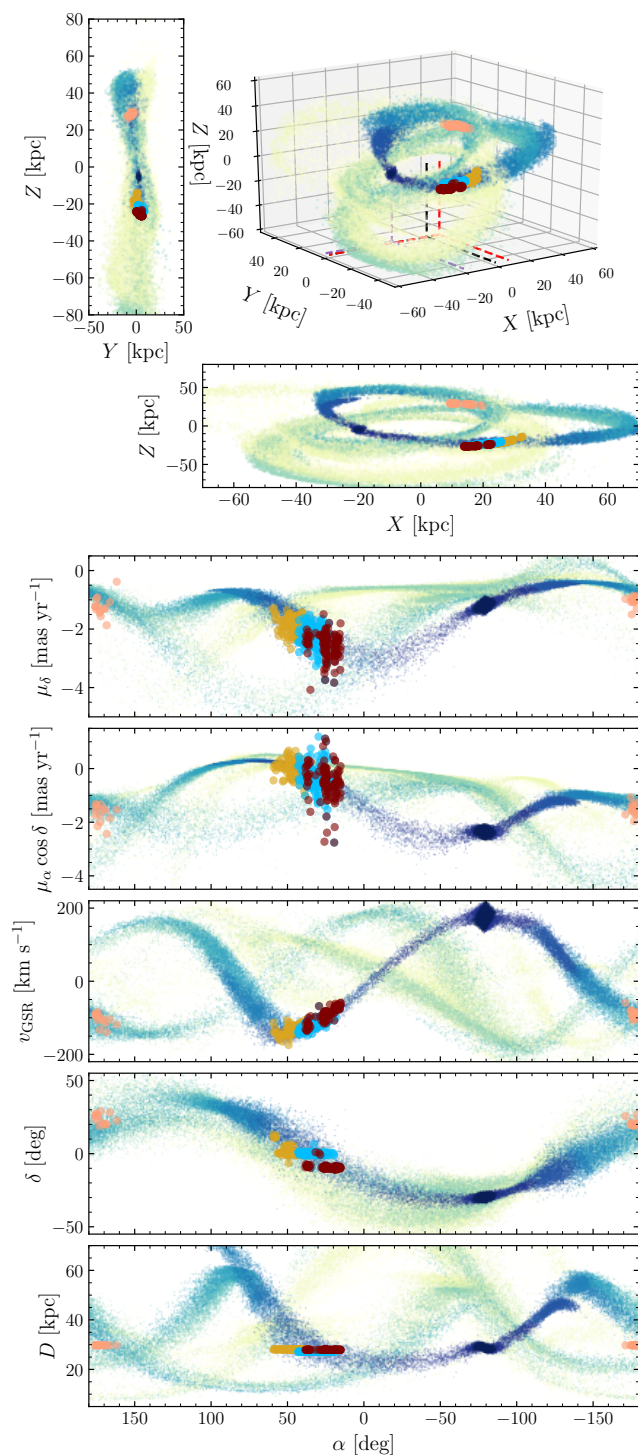 80
60
40
20
0
−20
−40
−60
−80
Z [kpc]
−50 0 50
Y [kpc]
60
40
20
0
−20
−40
−60
Z [kpc]
40
20
0
−20
−40
Y [kpc]
−60
−40
−20
0
20
40
60
X [kpc]
50
0
−50
Z [kpc]
−60 −40 −20 0 20 40 60
X [kpc]
0
−2
−4
μδ [mas yr−1]
0
−2
−4
μα cos δ [mas yr−1]
200
0
−200
vGSR [km s−1]
50
0
−50
δ [deg]
60
40
20
D [kpc]
150 100 50 0 −50 −100 −150
α [deg]